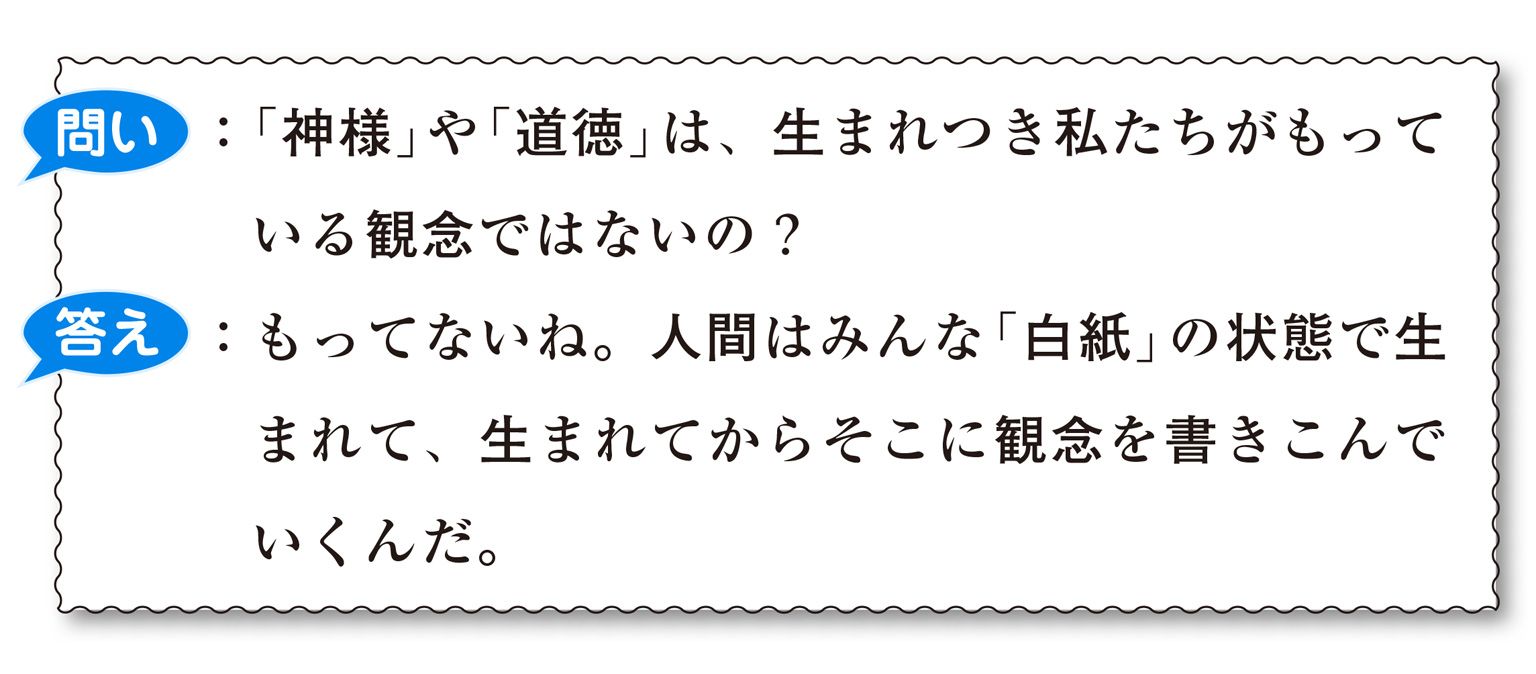 問い：「神様」や「道徳」は、生まれつき私たちがもって
いる観念ではないの？
答え：もってないね。人間はみんな「白紙」の状態で生
まれて、生まれてからそこに観念を書きこんで
いくんだ。